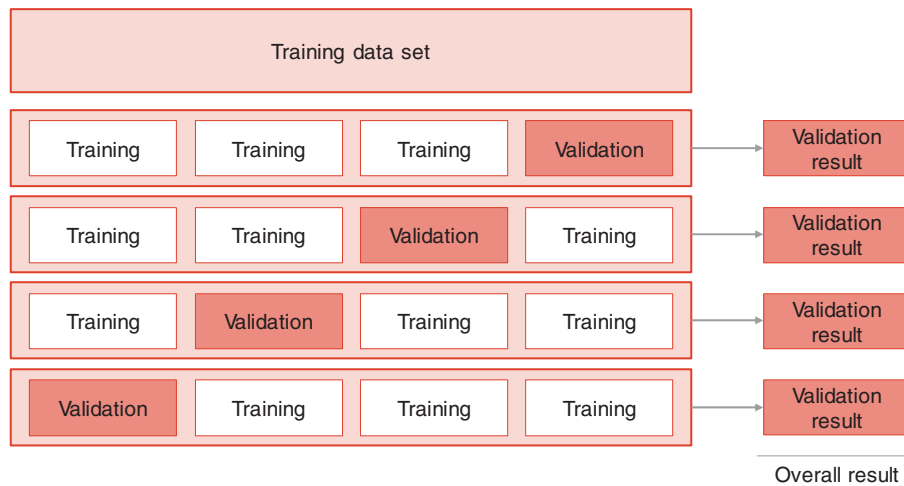 Training data set
Training Training Training Validation Validation
result
Training Training Validation Training Validation
result
Training Validation Training Training Validation
result
Validation Training Training Training Validation
result
Overall result